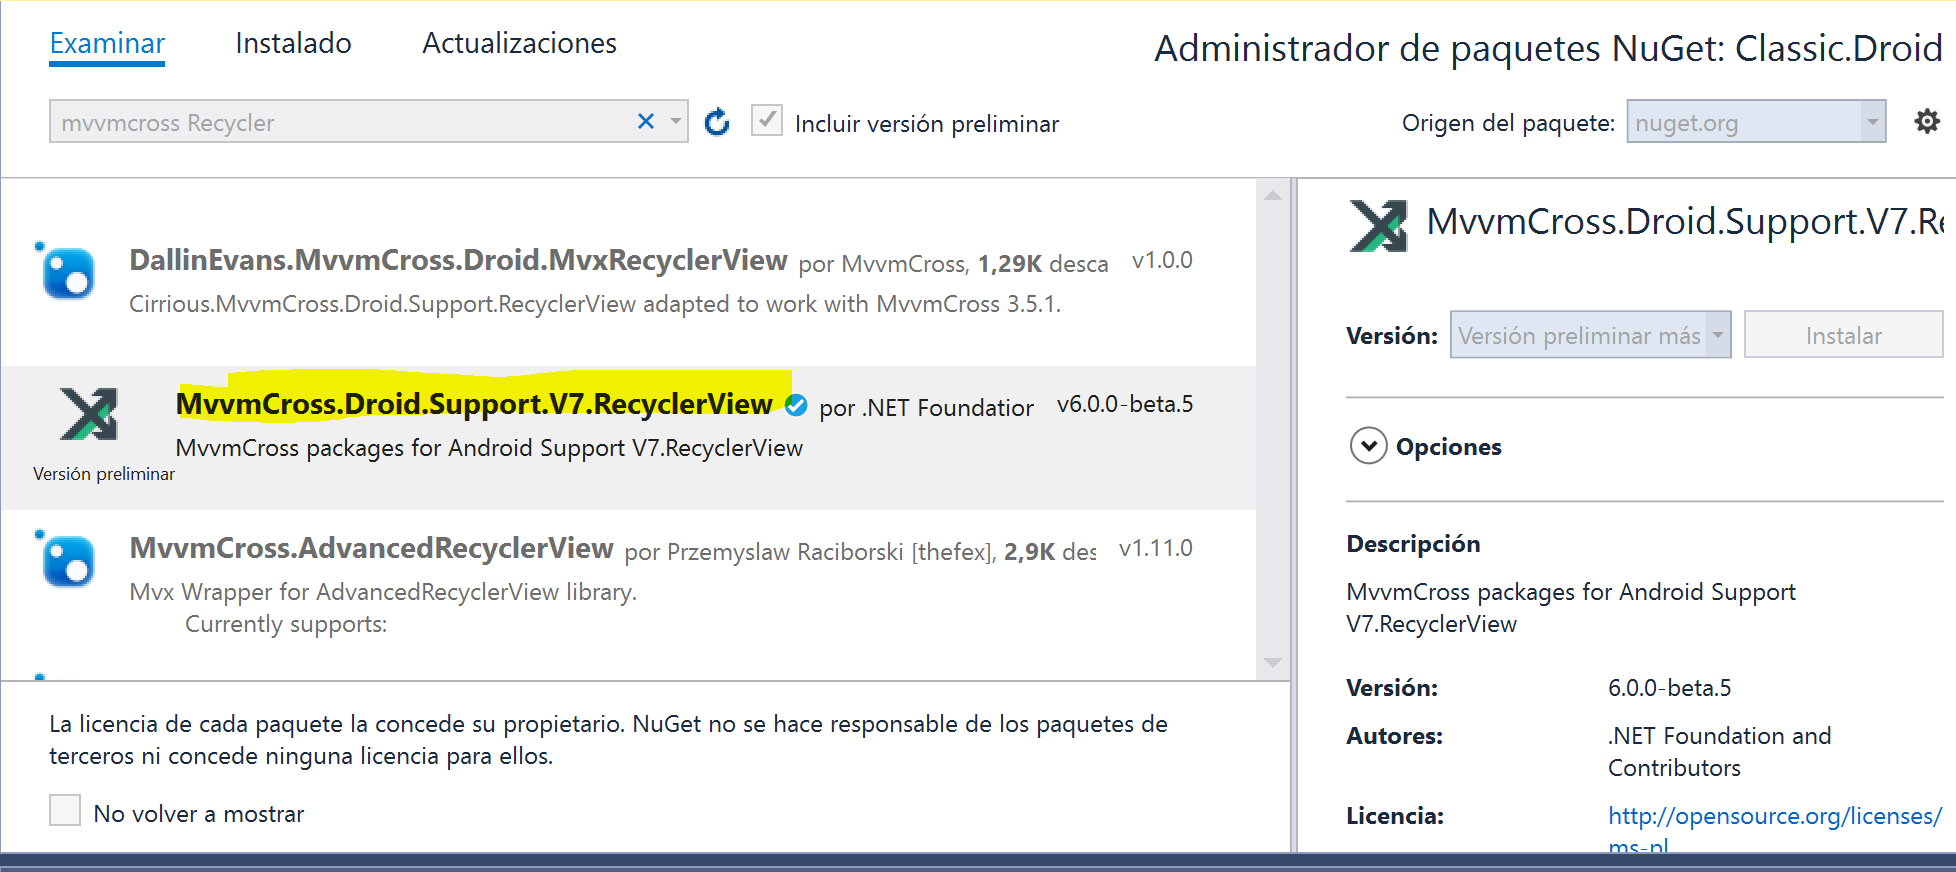 Examinar Instalado Actualizaciones
Administrador de paquetes NuGet: Classic.Droid
mvvmcross Recycler
Incluir versión preliminar
Origen del paquete: nuget.org
DallinEvans.MvvmCross.Droid.MvxRecyclerView por MvvmCross, 1,29K desca v1.0.0
Cirrious.MvvmCross.Droid.Support.RecyclerView adapted to work with MvvmCross 3.5.1.
MvvmCross.Droid.Support.V7.RecyclerView por .NET Foundation v6.0.0-beta.5
MvvmCross packages for Android Support V7.RecyclerView
Versión preliminar
MvvmCross.AdvancedRecyclerView por Przemyslaw Raciborski [thefex], 2,9K des v1.11.0
Mvx Wrapper for AdvancedRecyclerView library.
Currently supports:
La licencia de cada paquete la concede su propietario. NuGet no se hace responsable de los paquetes de
terceros ni concede ninguna licencia para ellos.
No volver a mostrar
MvvmCross.Droid.Support.V7.Re
Versión: Versión preliminar más Instalar
Opciones
Descripción
MvvmCross packages for Android Support
V7.RecyclerView
Versión: 6.0.0-beta.5
Autores: .NET Foundation and
Contributors
Licencia: http://opensource.org/licenses/
ms-pl